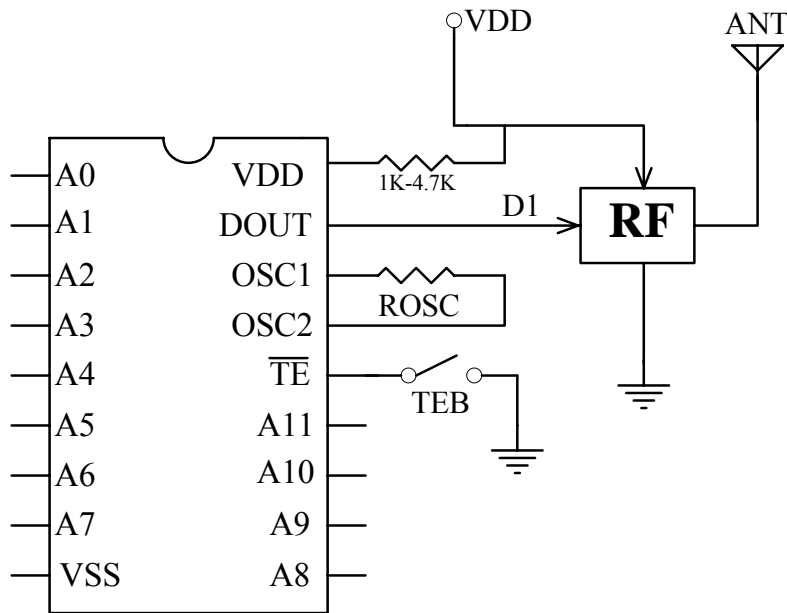 VDD
ANT
A0
VDD
1K-4.7K
A1
DOUT
D1
RF
A2
OSC1
ROSC
A3
OSC2
A4
TE
TEB
A5
A11
A6
A10
A7
A9
VSS
A8